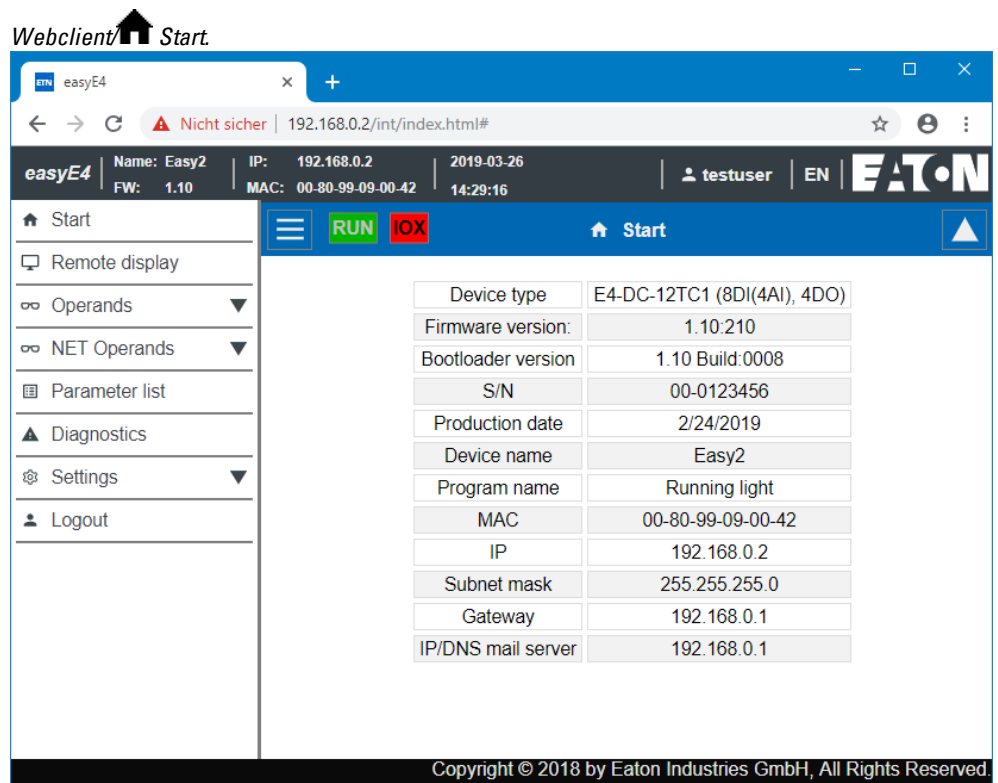 Webclient/ Start.
ETN easyE4
Nicht sicher | 192.168.0.2/int/index.html#
easyE4 | Name: Easy2 | IP: 192.168.0.2 | 2019-03-26 | testuser | EN | EATON
FW: 1.10 MAC: 00-80-99-09-00-42 14:29:16
Start
Remote display
Operands
NET Operands
Parameter list
Diagnostics
Settings
Logout
RUN IOX Start
Device type E4-DC-12TC1 (8DI(4AI), 4DO)
Firmware version: 1.10:210
Bootloader version 1.10 Build:0008
S/N 00-0123456
Production date 2/24/2019
Device name Easy2
Program name Running light
MAC 00-80-99-09-00-42
IP 192.168.0.2
Subnet mask 255.255.255.0
Gateway 192.168.0.1
IP/DNS mail server 192.168.0.1
Copyright © 2018 by Eaton Industries GmbH, All Rights Reserved.